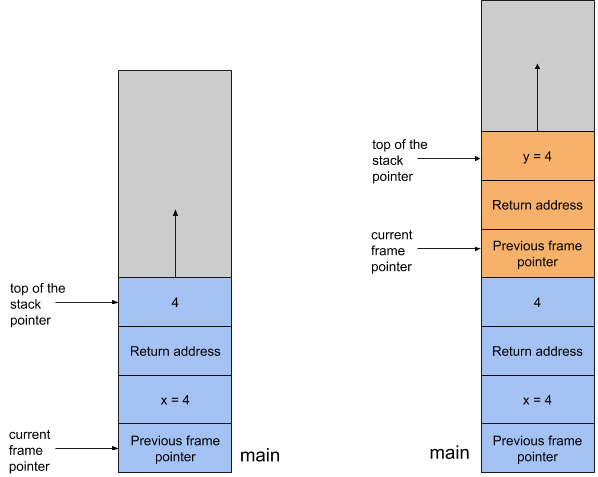 top of the
stack
pointer
4
Return address
x = 4
current
frame
pointer
Previous frame
pointer
main
top of the
stack
pointer
y = 4
Return address
current
frame
pointer
Previous frame
pointer
4
Return address
x = 4
main
Previous frame
pointer